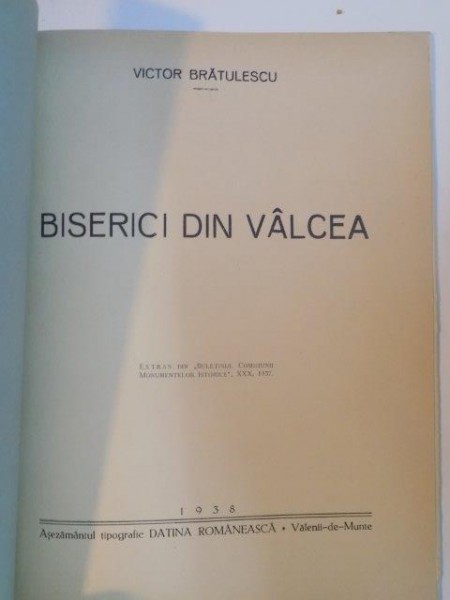 VICTOR BRĂTULESCU
BISERICI DIN VÂLCEA
Extras din „Buletinul Comisiunii
Monumentelor Istorice”, XXX, 1937.
1938
Așezământul tipografic DATINA ROMÂNEASCĂ • Vălenii-de-Munte